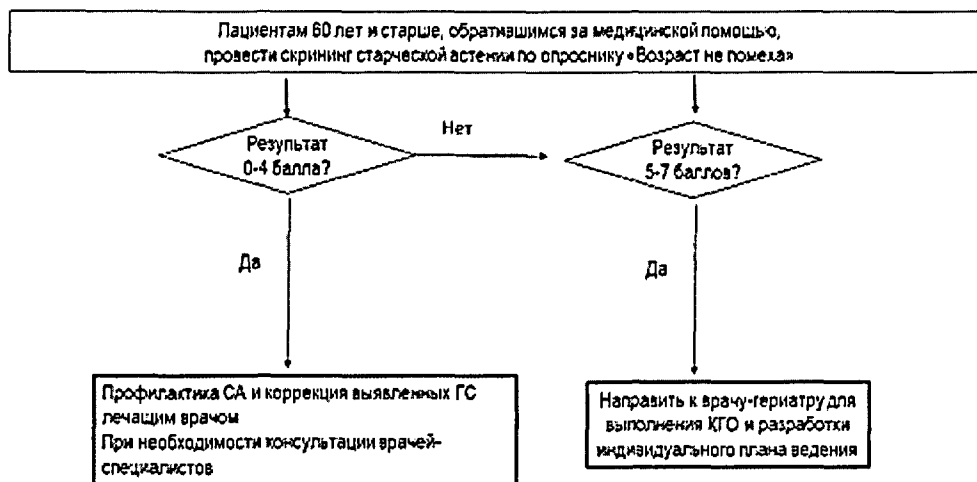 Пациентам 60 лет и старше, обратившимся за медицинской помощью,
провести скрининг старческой астении по опроснику «Возраст не помеха»
Результат
0-4 балла?
Нет
Результат
5-7 баллов?
Да
Да
Профилактика СА и коррекция выявленных ГС
лечащим врачом
При необходимости консультации врачей-
специалистов
Направить к врачу-гериатру для
выполнения КГО и разработки
индивидуального плана ведения